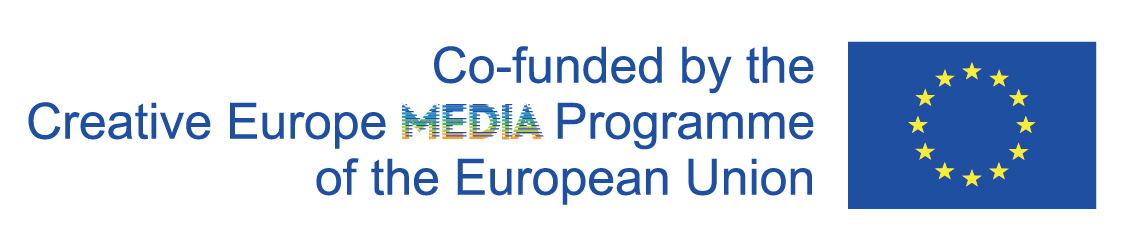 Co-funded by the
Creative Europe MEDIA Programme
of the European Union